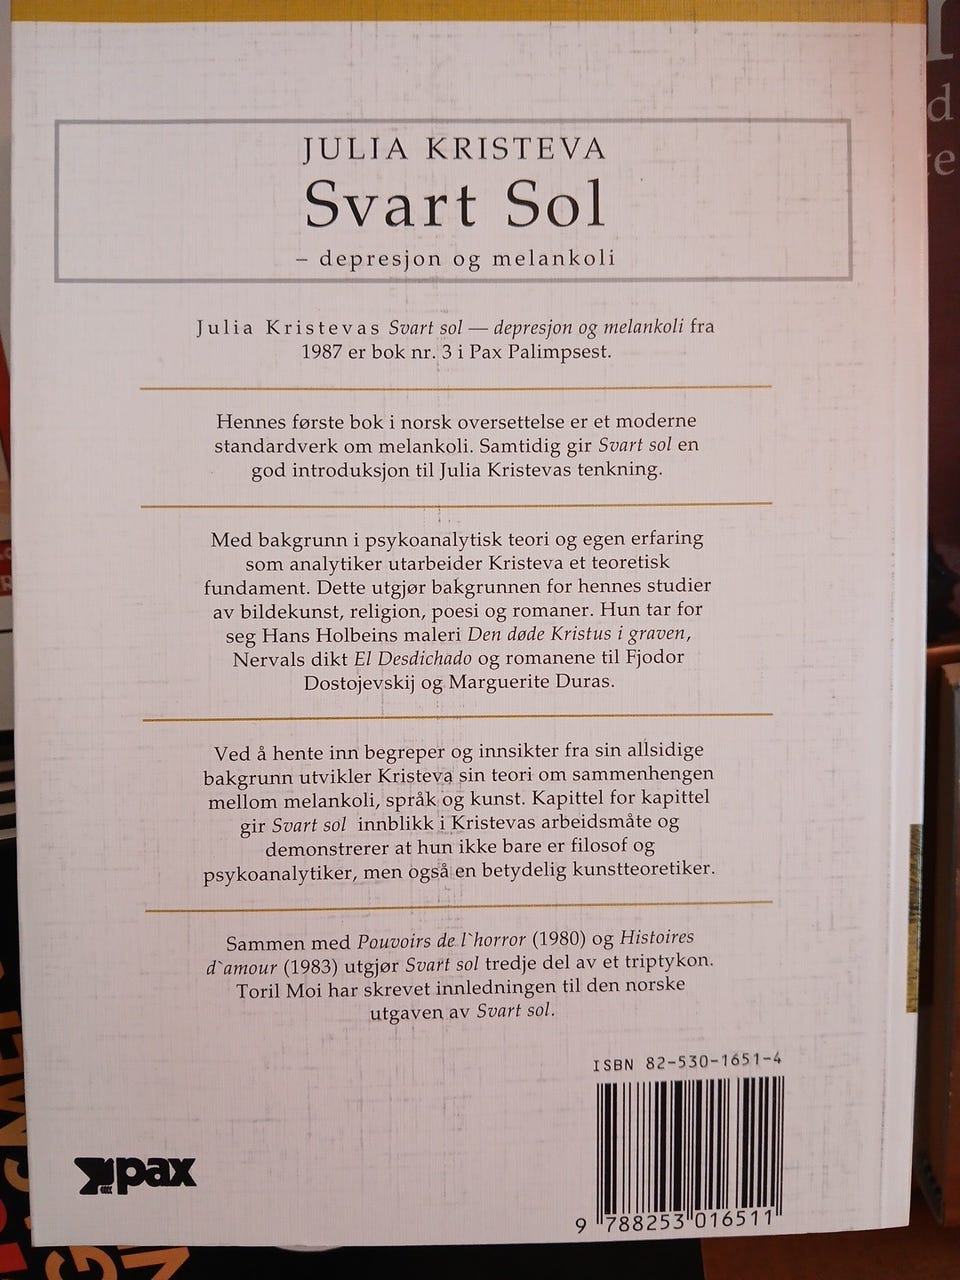 JULIA KRISTEVA
Svart Sol
– depresjon og melankoli
Julia Kristevas Svart sol — depresjon og melankoli fra
1987 er bok nr. 3 i Pax Palimpsest.
Hennes første bok i norsk oversettelse er et moderne
standardverk om melankoli. Samtidig gir Svart sol en
god introduksjon til Julia Kristevas tenkning.
Med bakgrunn i psykoanalytisk teori og egen erfaring
som analytiker utarbeider Kristeva et teoretisk
fundament. Dette utgjør bakgrunnen for hennes studier
av bildekunst, religion, poesi og romaner. Hun tar for
seg Hans Holbeins maleri Den døde Kristus i graven,
Nervals dikt El Desdichado og romanene til Fjodor
Dostojevskij og Marguerite Duras.
Ved å hente inn begreper og innsikter fra sin allsidige
bakgrunn utvikler Kristeva sin teori om sammenhengen
mellom melankoli, språk og kunst. Kapittel for kapittel
gir Svart sol innblikk i Kristevas arbeidsmåte og
demonstrerer at hun ikke bare er filosof og
psykoanalytiker, men også en betydelig kunstteoretiker.
Sammen med Pouvoirs de l`horror (1980) og Histoires
d`amour (1983) utgjør Svart sol tredje del av et triptykon.
Toril Moi har skrevet innledningen til den norske
utgaven av Svart sol.
ISBN 82-530-1651-4
pax
9 788253 016511